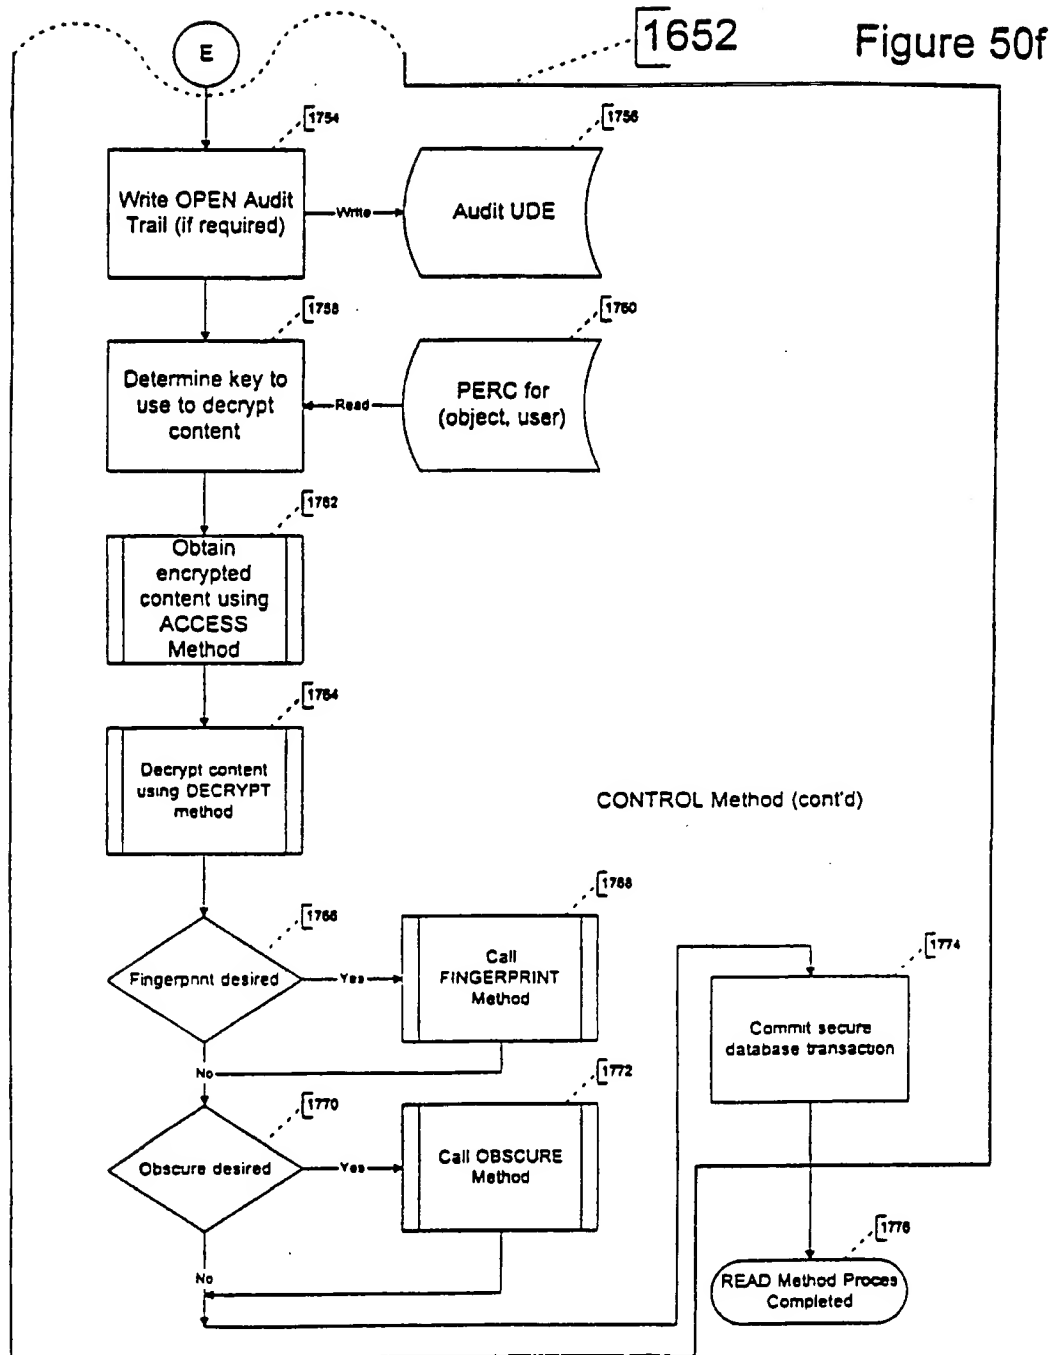 1652
Figure 50f
E
1754
Write OPEN Audit
Trail (if required)
Write
1756
Audit UDE
1758
Determine key to
use to decrypt
content
Read
1760
PERC for
(object, user)
1762
Obtain
encrypted
content using
ACCESS
Method
1764
Decrypt content
using DECRYPT
method
CONTROL Method (cont'd)
1766
Fingerprint desired
Yes
1768
Call
FINGERPRINT
Method
No
1770
Obscure desired
Yes
1772
Call OBSCURE
Method
No
1774
Commit secure
database transaction
1776
READ Method Proces
Completed